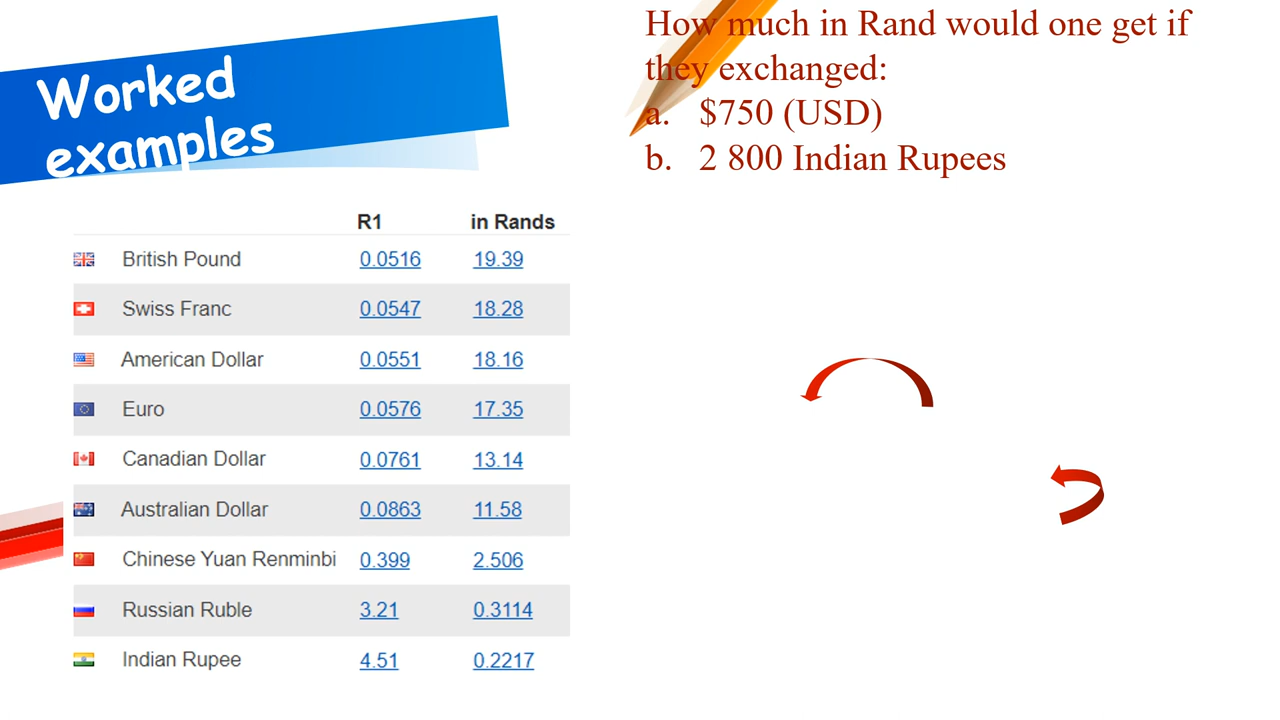 Worked
examples
How much in Rand would one get if
they exchanged:
a. $750 (USD)
b. 2 800 Indian Rupees
R1 in Rands
British Pound 0.0516 19.39
Swiss Franc 0.0547 18.28
American Dollar 0.0551 18.16
Euro 0.0576 17.35
Canadian Dollar 0.0761 13.14
Australian Dollar 0.0863 11.58
Chinese Yuan Renminbi 0.399 2.506
Russian Ruble 3.21 0.3114
Indian Rupee 4.51 0.2217